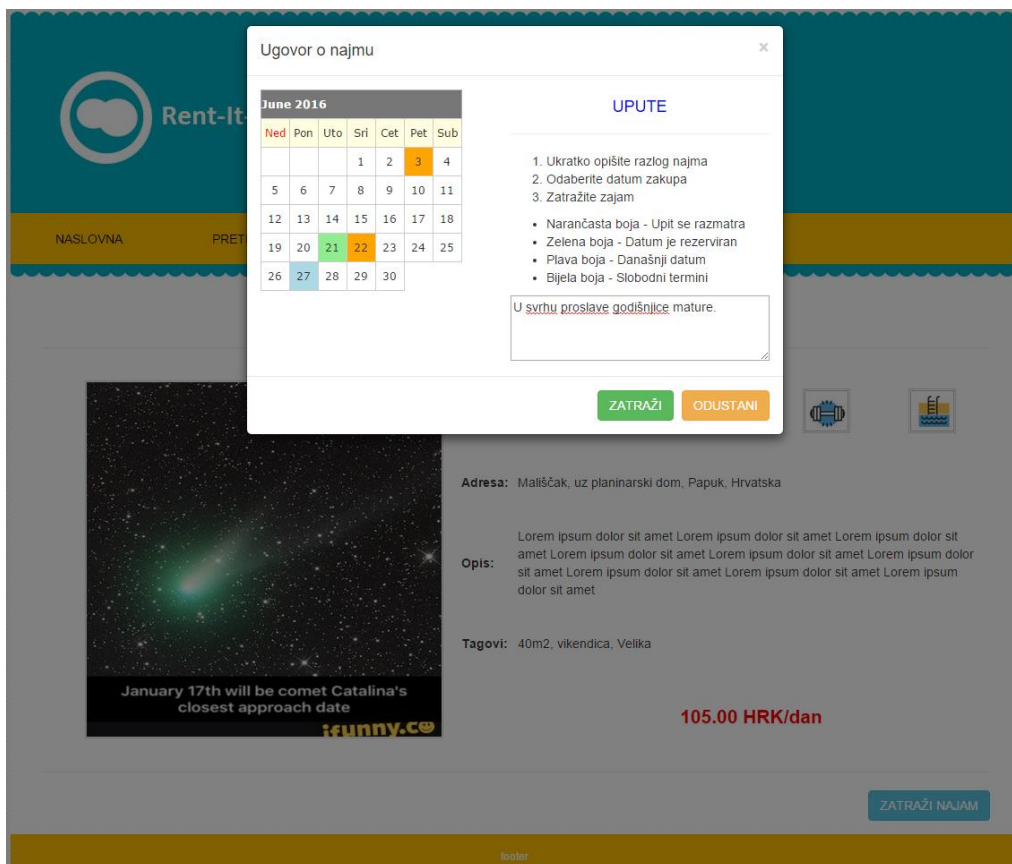 Ugovor o najmu ×
Rent-It-
NASLOVNA
June 2016
Ned Pon Uto Sri Cet Pet Sub
1 2 3 4
5 6 7 8 9 10 11
12 13 14 15 16 17 18
19 20 21 22 23 24 25
26 27 28 29 30
UPUTE
1. Ukratko opišite razlog najma
2. Odaberite datum zakupa
3. Zatražite zajam
• Narančasta boja - Upit se razmatra
• Zelena boja - Datum je rezerviran
• Plava boja - Današnji datum
• Bijela boja - Slobodni termini
U svrhu proslave godišnjice mature.
ZATRAŽI ODUSTANI
Adresa: Mališčak, uz planinarski dom, Papuk, Hrvatska
Opis: Lorem ipsum dolor sit amet Lorem ipsum dolor sit amet Lorem ipsum dolor sit
amet Lorem ipsum dolor sit amet Lorem ipsum dolor sit amet Lorem ipsum dolor
sit amet Lorem ipsum dolor sit amet Lorem ipsum dolor sit amet Lorem ipsum
dolor sit amet
Tagovi: 40m2, vikendica, Velika
January 17th will be comet Catalina's
closest approach date
ifunny.co
105.00 HRK/dan
ZATRAŽI NAJAM
footer